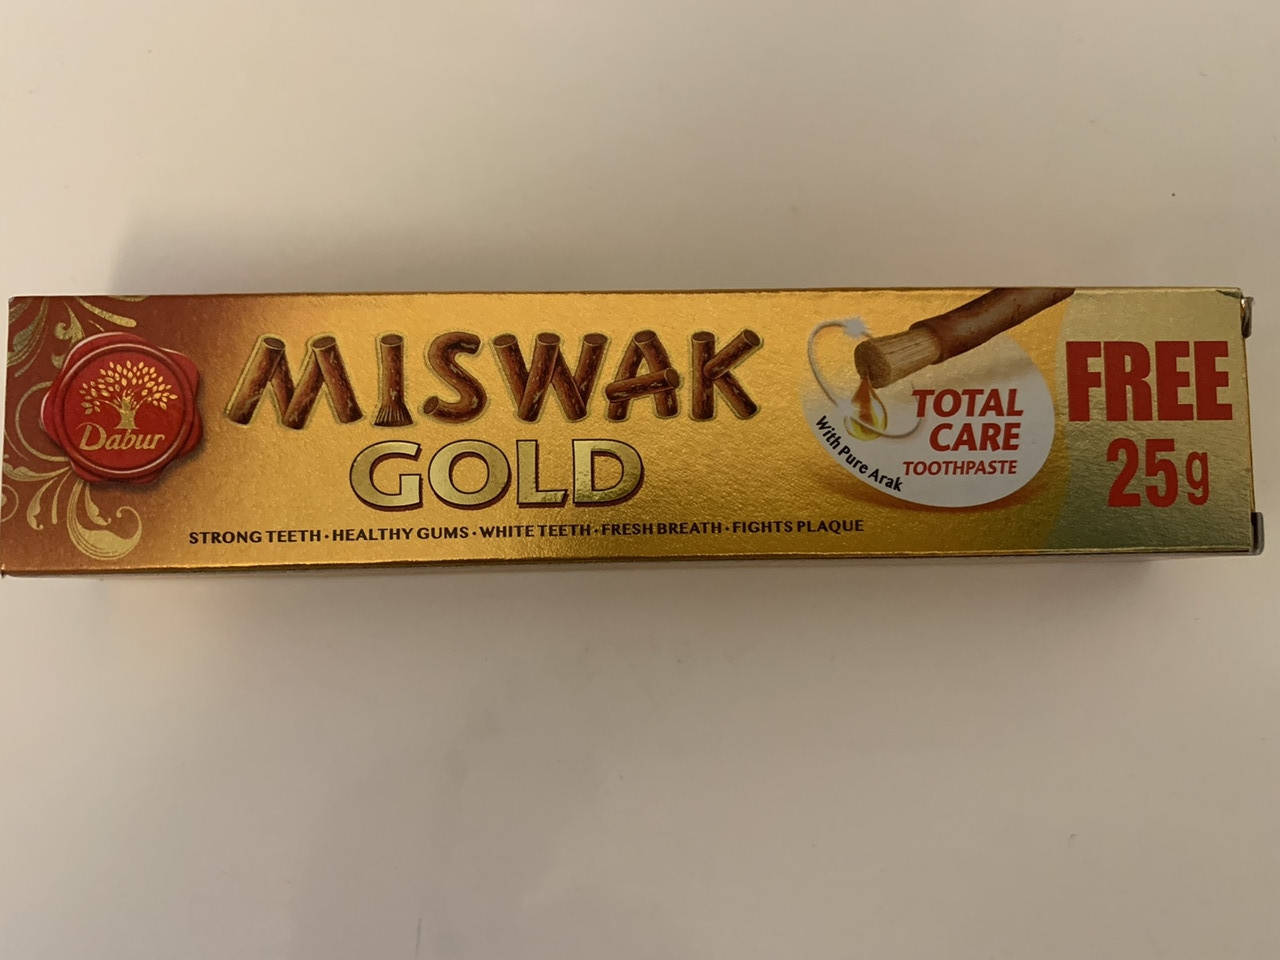 Dabur
MISWAK
GOLD
STRONG TEETH · HEALTHY GUMS · WHITE TEETH · FRESH BREATH · FIGHTS PLAQUE
With Pure Arak
TOTAL
CARE
TOOTHPASTE
FREE
25g